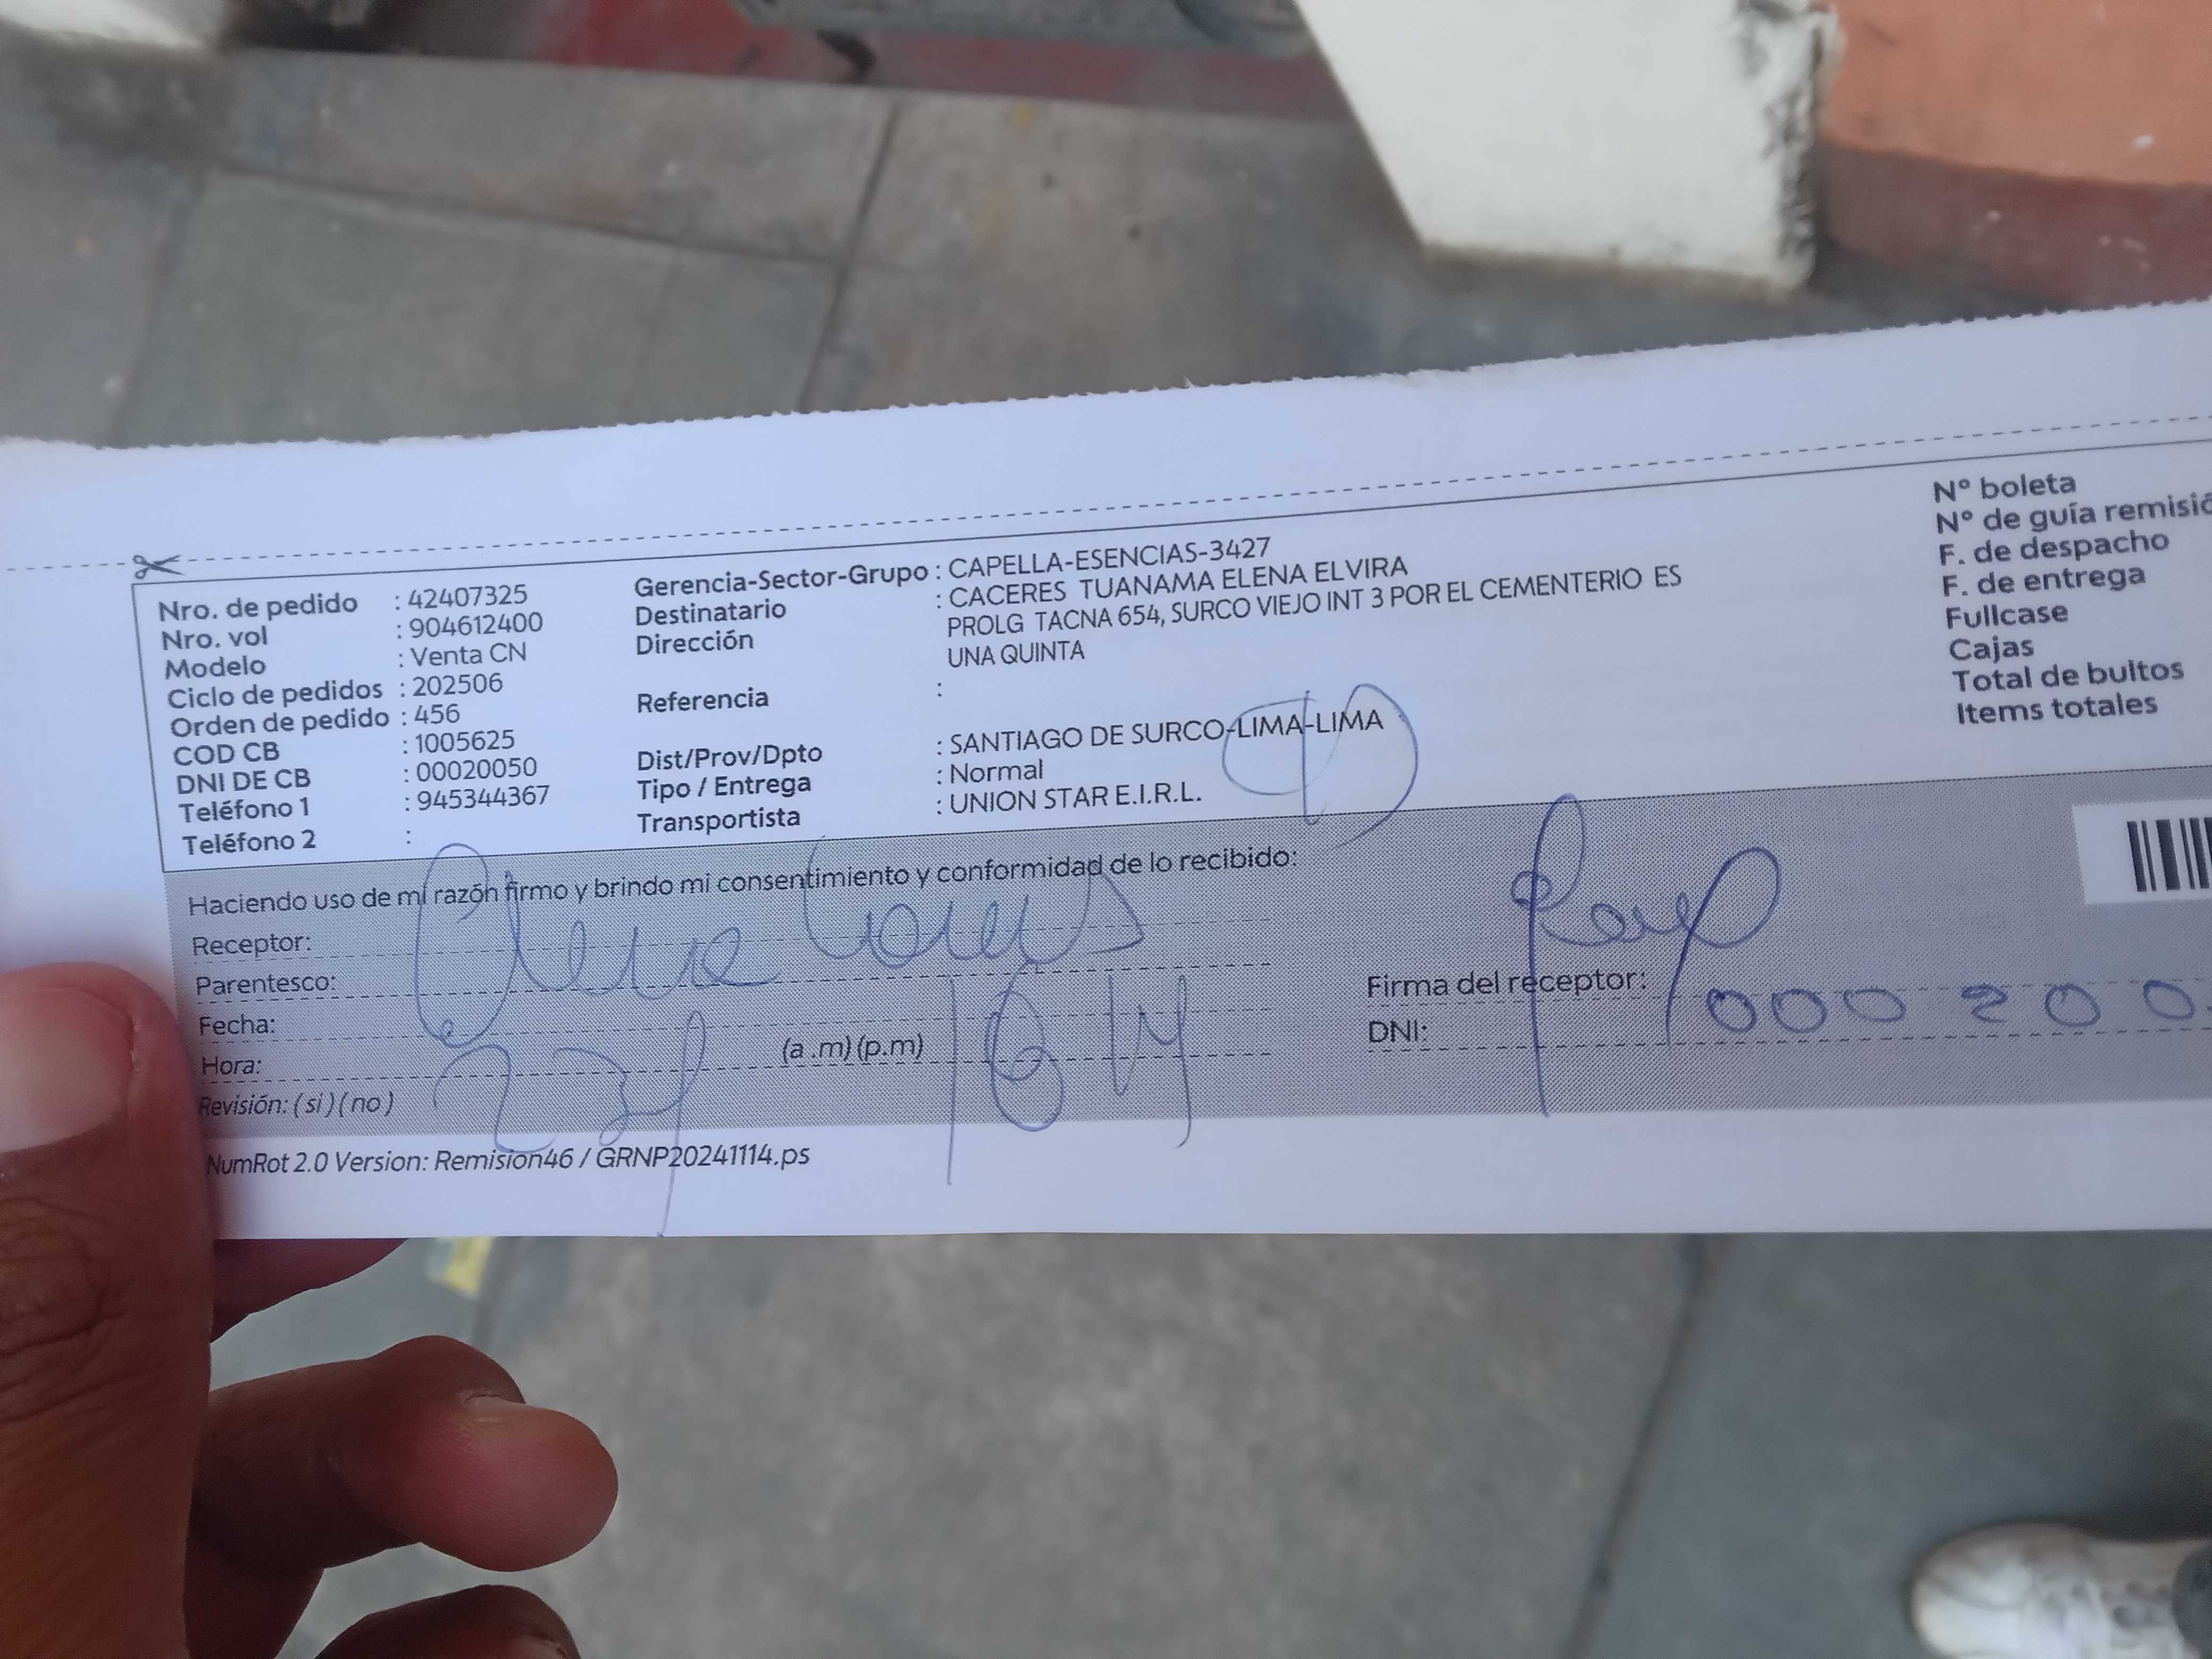 Nro. de pedido : 42407325
Nro. vol : 904612400
Modelo : Venta CN
Ciclo de pedidos : 202506
Orden de pedido : 456
COD CB : 1005625
DNI DE CB : 00020050
Teléfono 1 : 945344367
Teléfono 2 :
Gerencia-Sector-Grupo : CAPELLA-ESENCIAS-3427
Destinatario : CACERES TUANAMA ELENA ELVIRA
Dirección PROLG TACNA 654, SURCO VIEJO INT 3 POR EL CEMENTERIO ES
UNA QUINTA
Referencia :
Dist/Prov/Dpto : SANTIAGO DE SURCO-LIMA-LIMA
Tipo / Entrega : Normal
Transportista : UNION STAR E.I.R.L.
N° boleta
N° de guía remisió
F. de despacho
F. de entrega
Fullcase
Cajas
Total de bultos
Items totales
Haciendo uso de mi razón firmo y brindo mi consentimiento y conformidad de lo recibido:
Receptor:
Parentesco:
Fecha:
Hora: (a.m) (p.m)
Revisión: (si) (no)
Firma del receptor:
DNI: 000200
NumRot 2.0 Version: Remision46 / GRNP20241114.ps